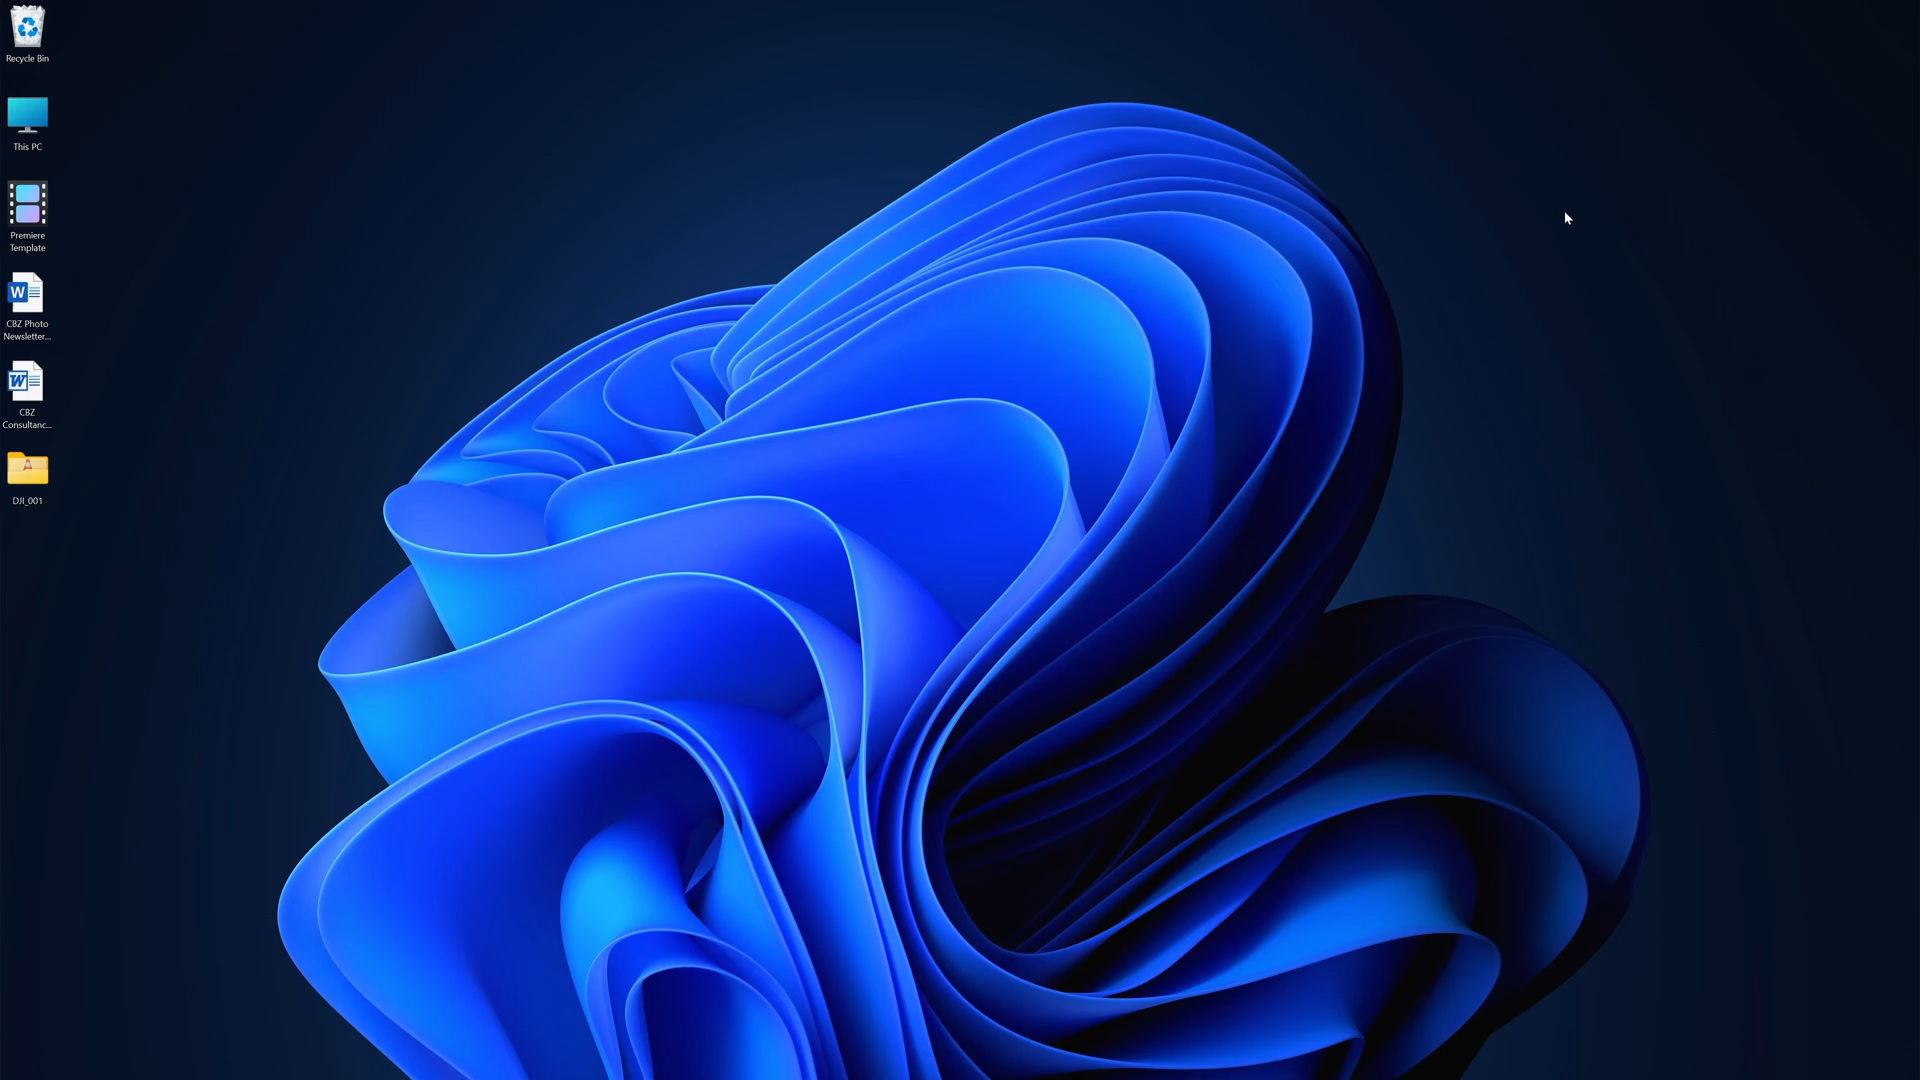 Recycle Bin
This PC
Premiere
Template
W
CBZ Photo
Newsletter...
W
CBZ
Consultanc...
DJI_001